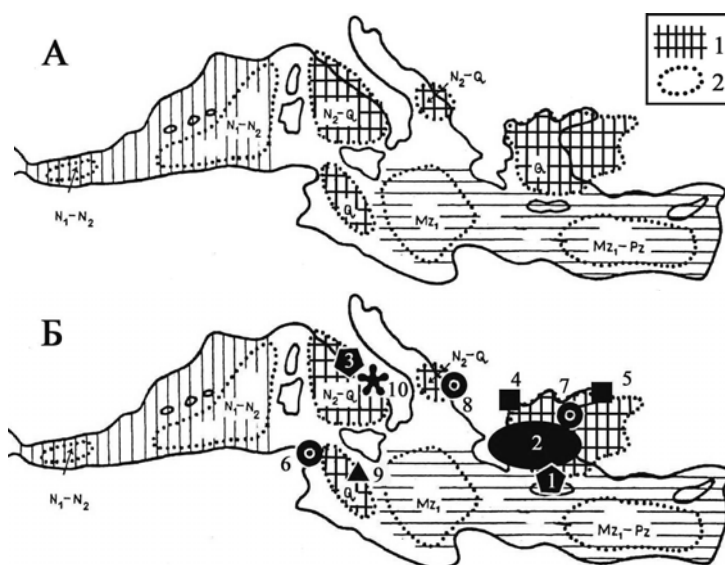 А
1
2
N₂-Q
N₂-Q
N₁-N₂
Q
Q
Mz₁
N₁-N₂
Mz₁-Pz
Б
3
N₂-Q
4
5
10
7
N₂-Q
8
N₁-N₂
2
6
9
1
Q
N₁-N₂
Mz₁
Mz₁-Pz